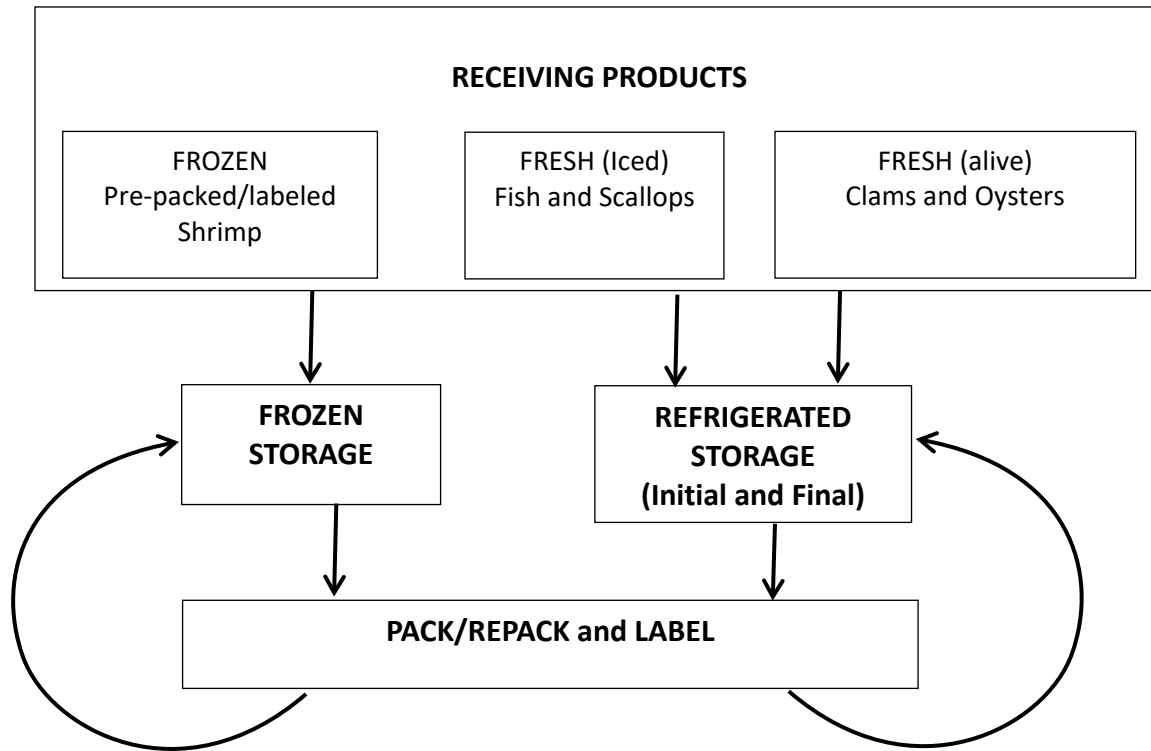 RECEIVING PRODUCTS
FROZEN
Pre-packed/labeled
Shrimp
FRESH (Iced)
Fish and Scallops
FRESH (alive)
Clams and Oysters
FROZEN
STORAGE
REFRIGERATED
STORAGE
(Initial and Final)
PACK/REPACK and LABEL